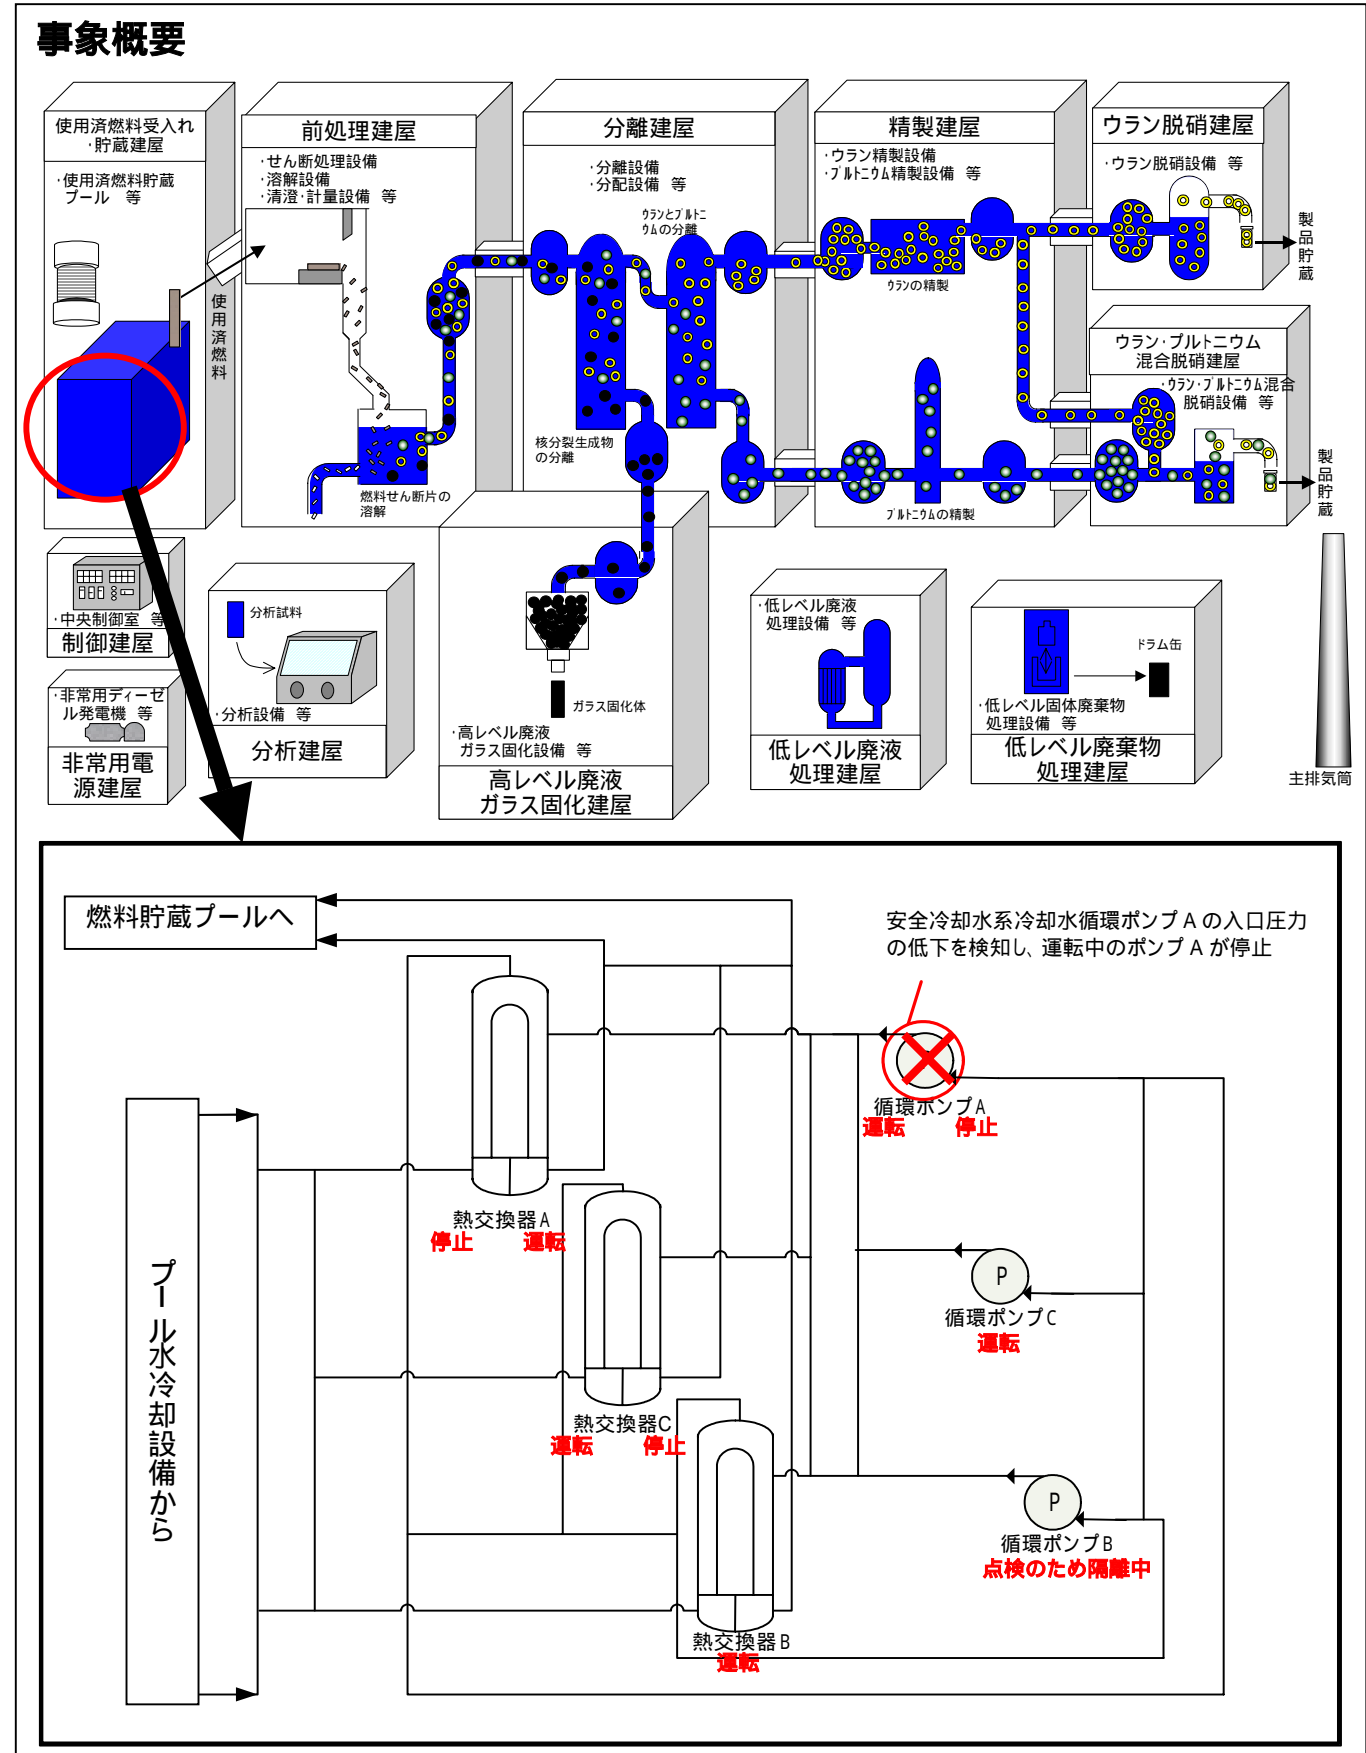 事象概要
使用済燃料受入れ
・貯蔵建屋
・使用済燃料貯蔵
プール 等
使用済燃料
前処理建屋
・せん断処理設備
・溶解設備
・清澄・計量設備 等
燃料せん断片の
溶解
分離建屋
・分離設備
・分配設備 等
ウランとプルトニ
ウムの分離
核分裂生成物
の分離
精製建屋
・ウラン精製設備
・プルトニウム精製設備 等
ウランの精製
プルトニウムの精製
ウラン脱硝建屋
・ウラン脱硝設備 等
製品貯蔵
ウラン・プルトニウム
混合脱硝建屋
・ウラン・プルトニウム混合
脱硝設備 等
製品貯蔵
・中央制御室 等
制御建屋
・非常用ディーゼ
ル発電機 等
非常用電
源建屋
分析試料
・分析設備 等
分析建屋
ガラス固化体
・高レベル廃液
ガラス固化設備 等
高レベル廃液
ガラス固化建屋
・低レベル廃液
処理設備 等
低レベル廃液
処理建屋
ドラム缶
・低レベル固体廃棄物
処理設備 等
低レベル廃棄物
処理建屋
主排気筒
燃料貯蔵プールへ
安全冷却水系冷却水循環ポンプAの入口圧力
の低下を検知し、運転中のポンプAが停止
循環ポンプA
運転 停止
熱交換器A
停止 運転
プール水冷却設備から
P
循環ポンプC
運転
熱交換器C
運転 停止
P
循環ポンプB
点検のため隔離中
熱交換器B
運転